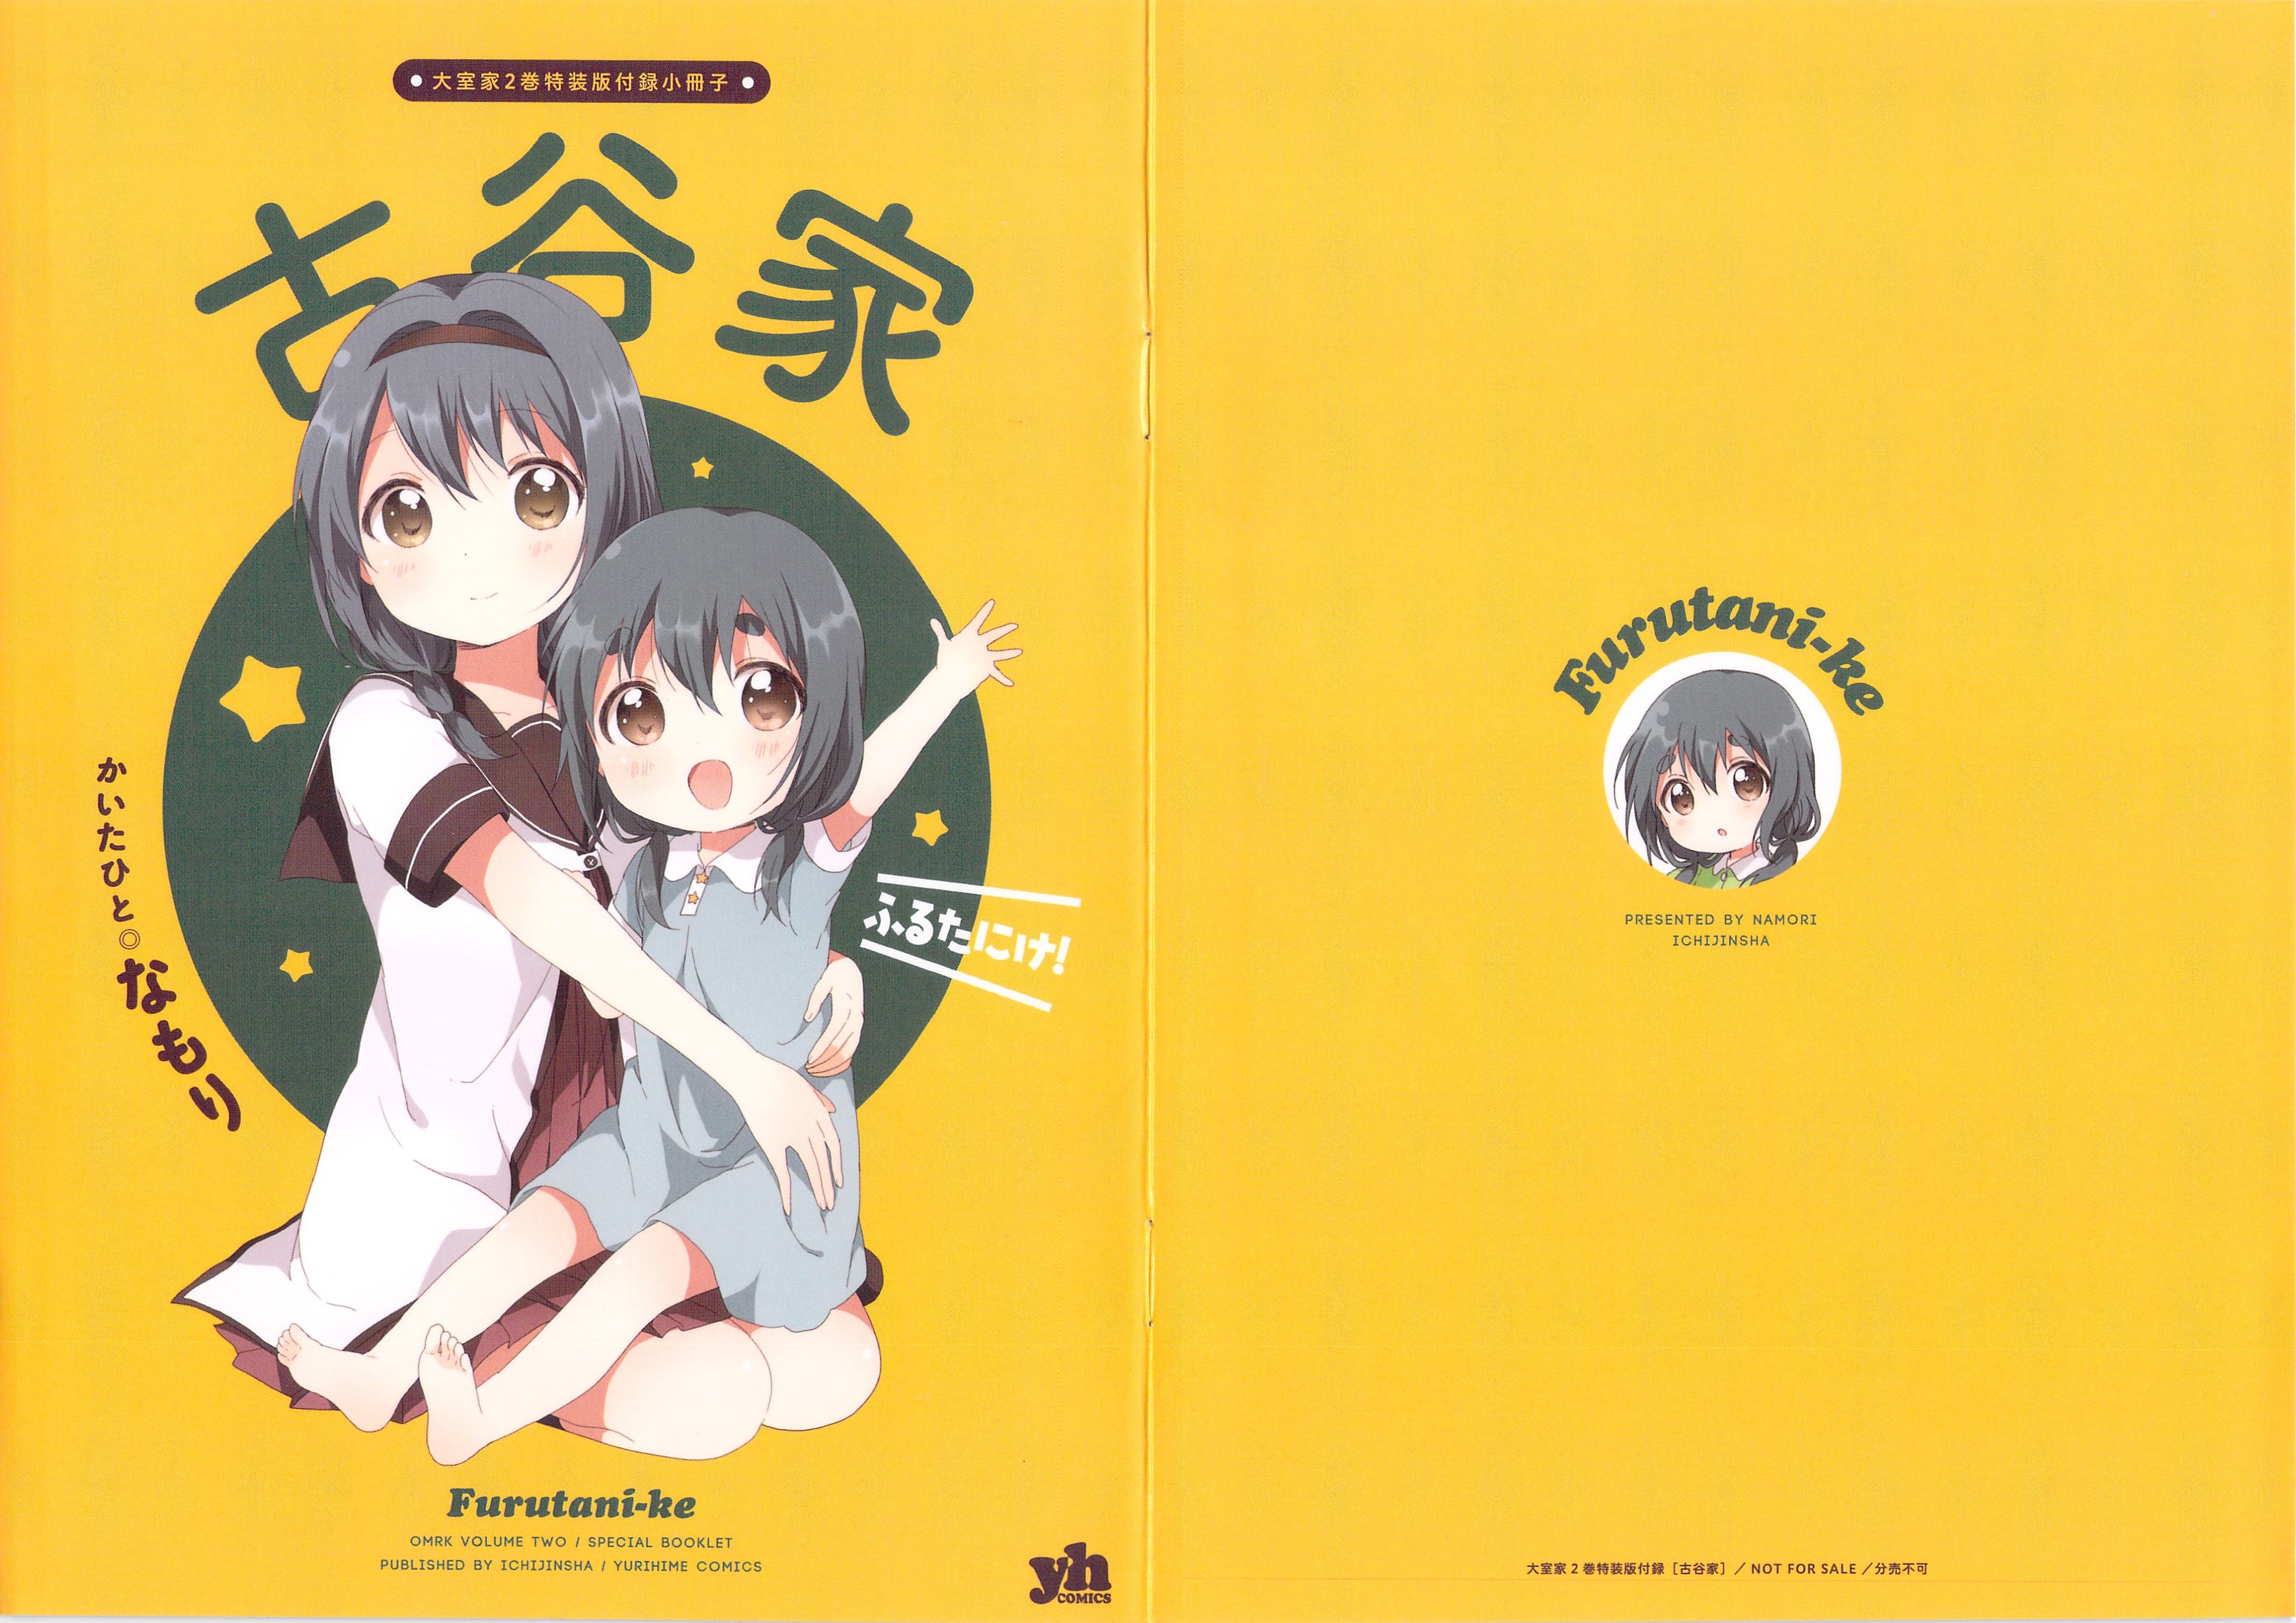 大室家2巻特装版付録小冊子
古谷家
かいたひと◎なもり
ふるたにけ!
Furutani-ke
OMRK VOLUME TWO / SPECIAL BOOKLET
PUBLISHED BY ICHIJINSHA / YURIHIME COMICS
yh
COMICS
Furutani-ke
PRESENTED BY NAMORI
ICHIJINSHA
大室家2巻特装版付録［古谷家］／NOT FOR SALE／分売不可